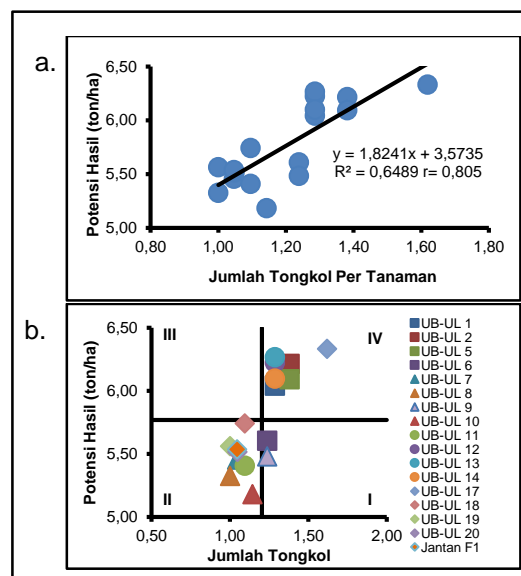 a.
Potensi Hasil (ton/ha)
6,50
6,00
5,50
5,00
y = 1,8241x + 3,5735
R² = 0,6489 r= 0,805
0,80 1,00 1,20 1,40 1,60 1,80
Jumlah Tongkol Per Tanaman
b.
Potensi Hasil (ton/ha)
6,50
6,00
5,50
5,00
III IV
II I
0,50 1,00 1,50 2,00
Jumlah Tongkol
UB-UL 1
UB-UL 2
UB-UL 5
UB-UL 6
UB-UL 7
UB-UL 8
UB-UL 9
UB-UL 10
UB-UL 11
UB-UL 12
UB-UL 13
UB-UL 14
UB-UL 17
UB-UL 18
UB-UL 19
UB-UL 20
Jantan F1